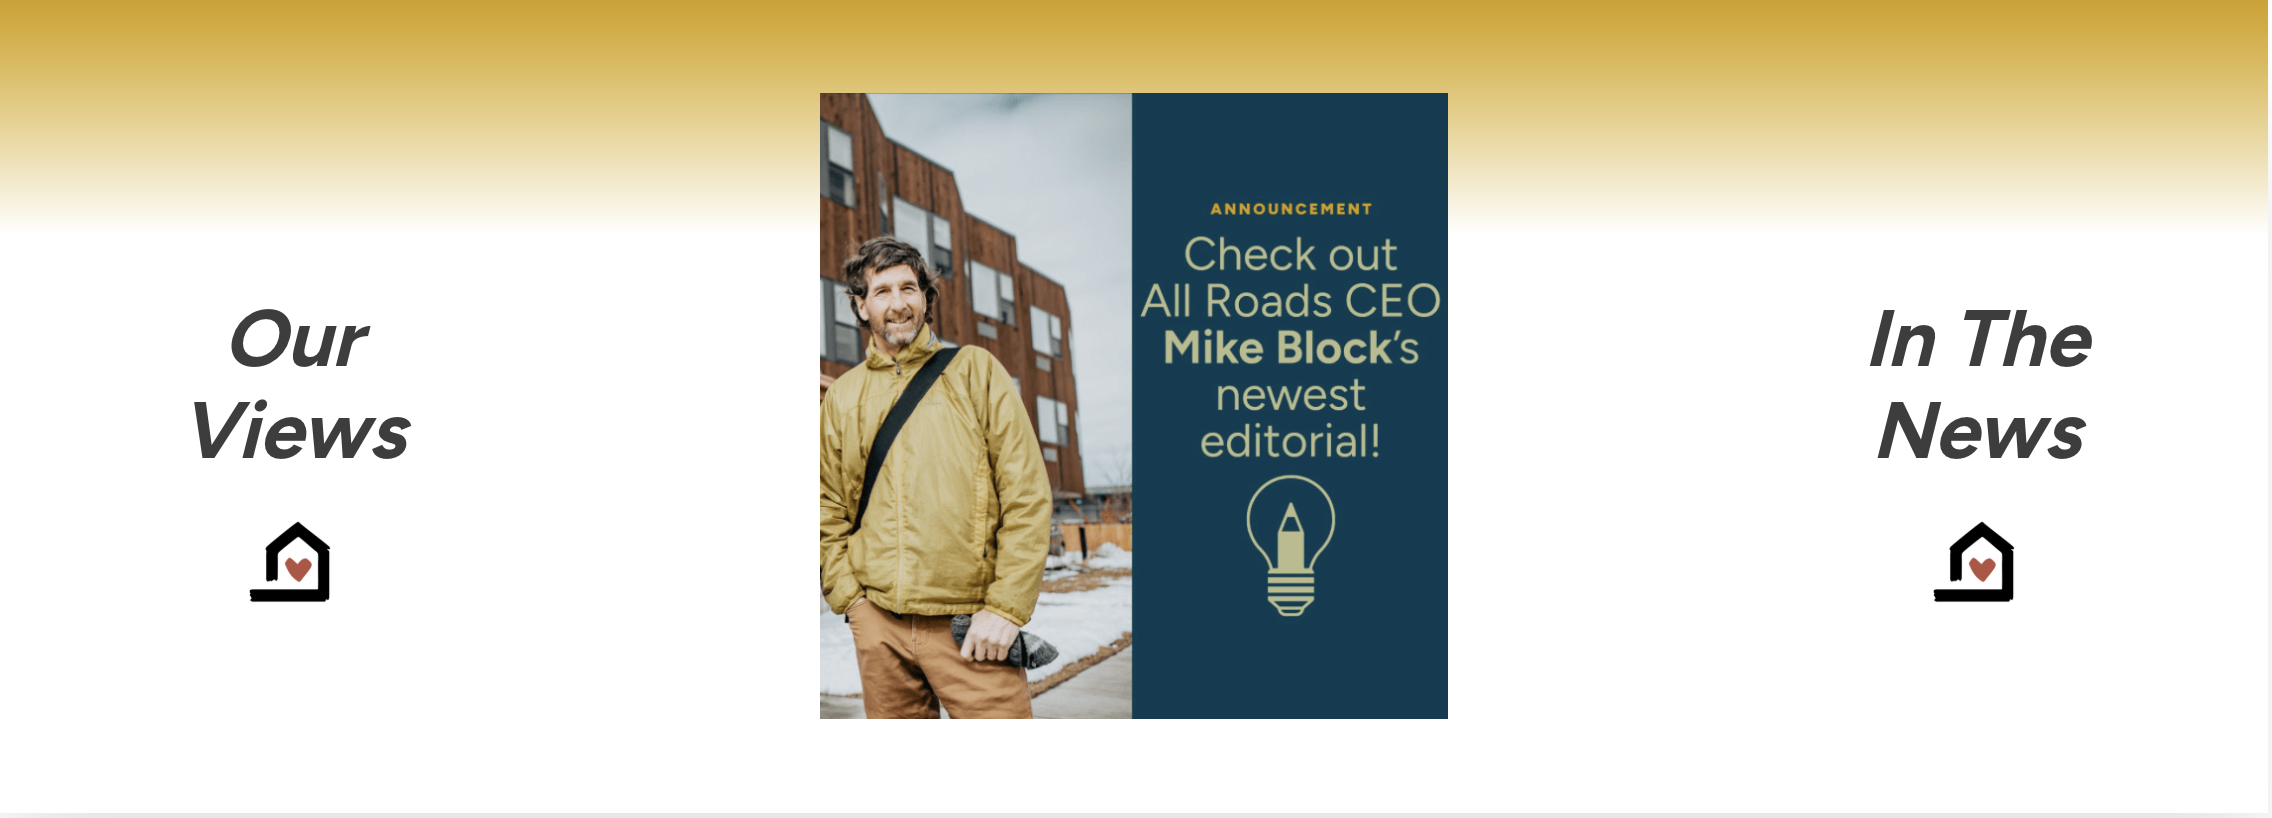 Our
Views
ANNOUNCEMENT
Check out
All Roads CEO
Mike Block’s
newest
editorial!
In The
News